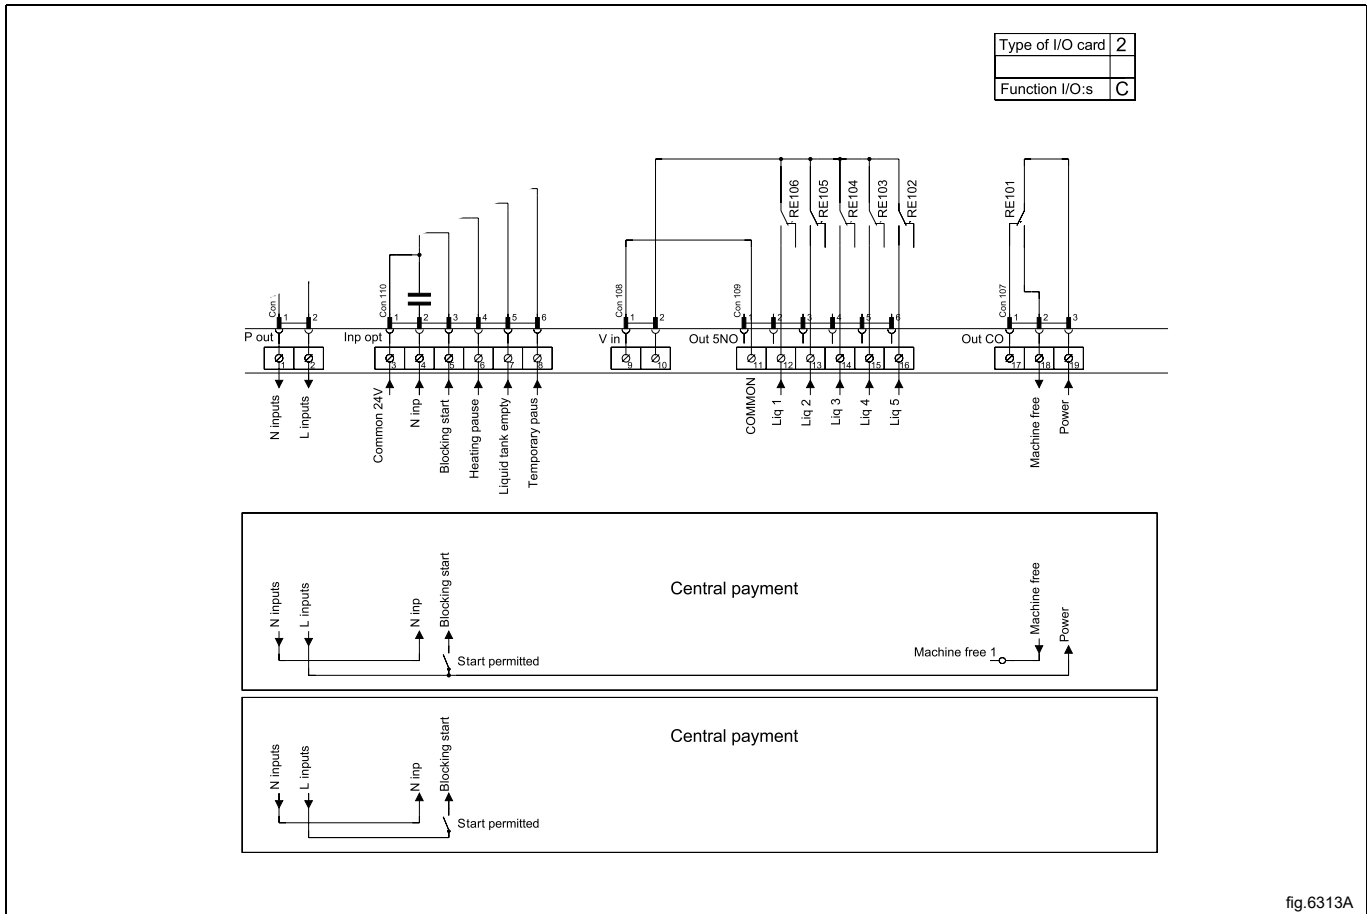 Type of I/O card 2
Function I/O:s C
RE106 RE105 RE104 RE103 RE102 RE101
Con Con 110 Con 108 Con 109 Con 107
1 2 1 2 3 4 5 6 1 2 1 2 3 4 5 6 1 2 3
P out Inp opt V in Out 5NO Out CO
1 2 3 4 5 6 7 8 9 10 11 12 13 14 15 16 17 18 19
N inputs
L inputs
Common 24V
N inp
Blocking start
Heating pause
Liquid tank empty
Temporary paus
COMMON
Liq 1
Liq 2
Liq 3
Liq 4
Liq 5
Machine free
Power
Central payment
N inputs
L inputs
N inp
Blocking start
Start permitted
Machine free 1
Machine free
Power
Central payment
N inputs
L inputs
N inp
Blocking start
Start permitted
fig.6313A